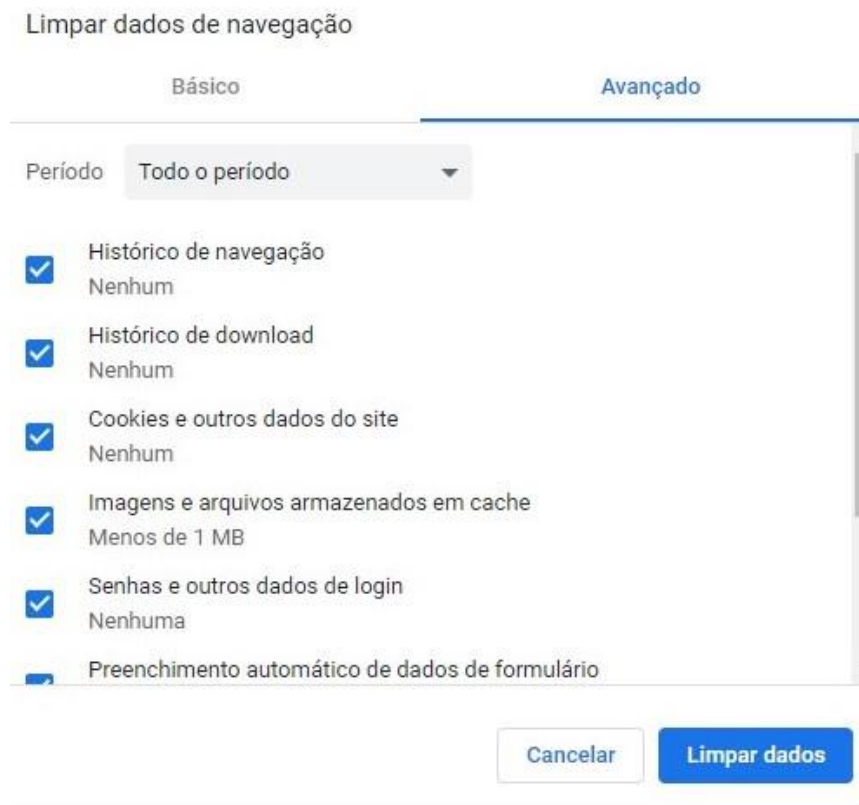 Limpar dados de navegação
Básico
Avançado
Período
Todo o período
Histórico de navegação
Nenhum
Histórico de download
Nenhum
Cookies e outros dados do site
Nenhum
Imagens e arquivos armazenados em cache
Menos de 1 MB
Senhas e outros dados de login
Nenhuma
Preenchimento automático de dados de formulário
Cancelar
Limpar dados